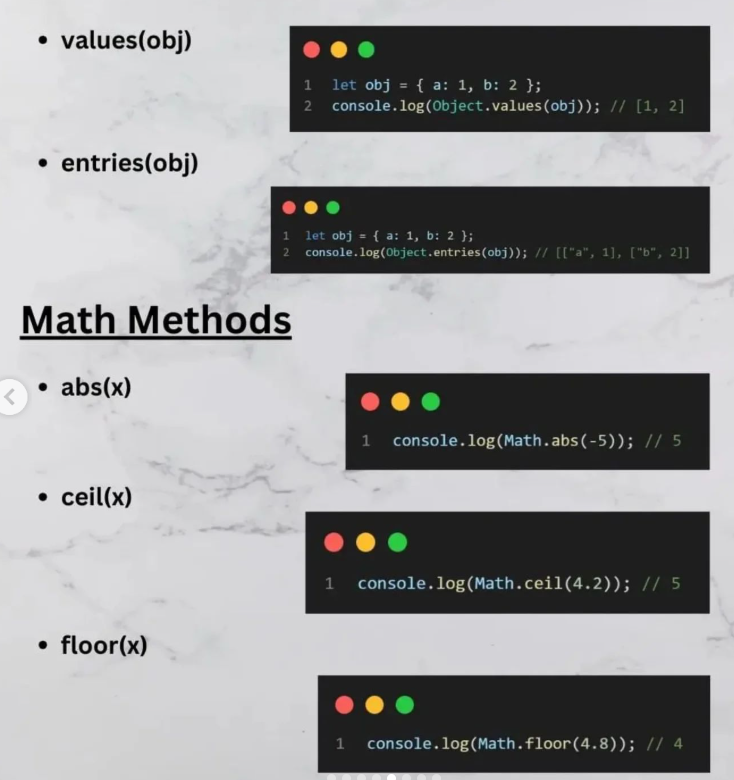 • values(obj)
1 let obj = { a: 1, b: 2 };
2 console.log(Object.values(obj)); // [1, 2]
• entries(obj)
1 let obj = { a: 1, b: 2 };
2 console.log(Object.entries(obj)); // [["a", 1], ["b", 2]]
Math Methods
• abs(x)
1 console.log(Math.abs(-5)); // 5
• ceil(x)
1 console.log(Math.ceil(4.2)); // 5
• floor(x)
1 console.log(Math.floor(4.8)); // 4